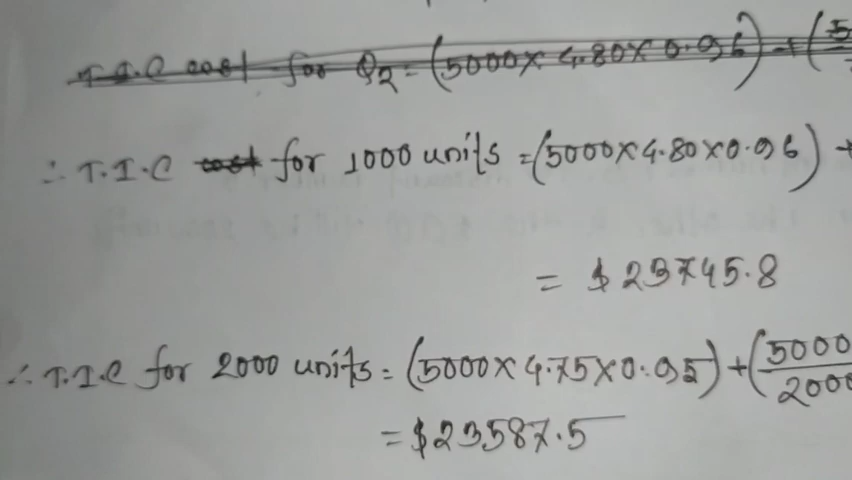 T.I.C cost for Q2 = (5000 × 4.80 × 0.96) + (5
∴ T.I.C cost for 1000 units = (5000 × 4.80 × 0.96) +
= $23745.8
∴ T.I.C for 2000 units = (5000 × 4.75 × 0.95) + (5000/2000
= $23587.5